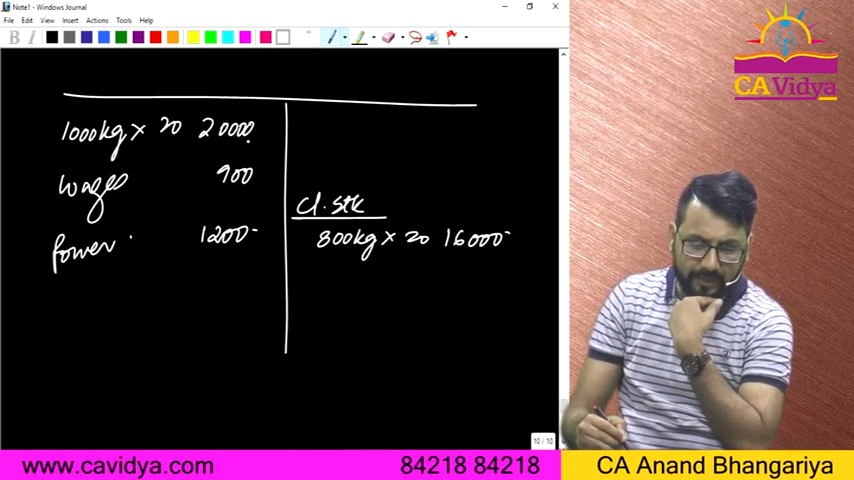 Note1 - Windows Journal
File Edit View Insert Actions Tools Help
B I
1000kg × 20 20000
wages 900
Cl. Stk
power 1200-
800kg × 20 16000-
10 / 10
CA Vidya
www.cavidya.com 84218 84218 CA Anand Bhangariya